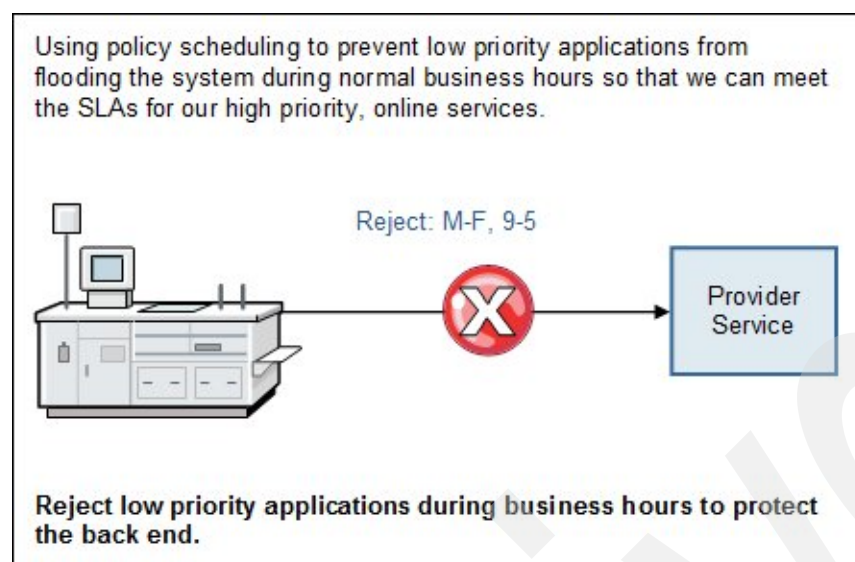 Using policy scheduling to prevent low priority applications from
flooding the system during normal business hours so that we can meet
the SLAs for our high priority, online services.
Reject: M-F, 9-5
X
Provider
Service
Reject low priority applications during business hours to protect
the back end.